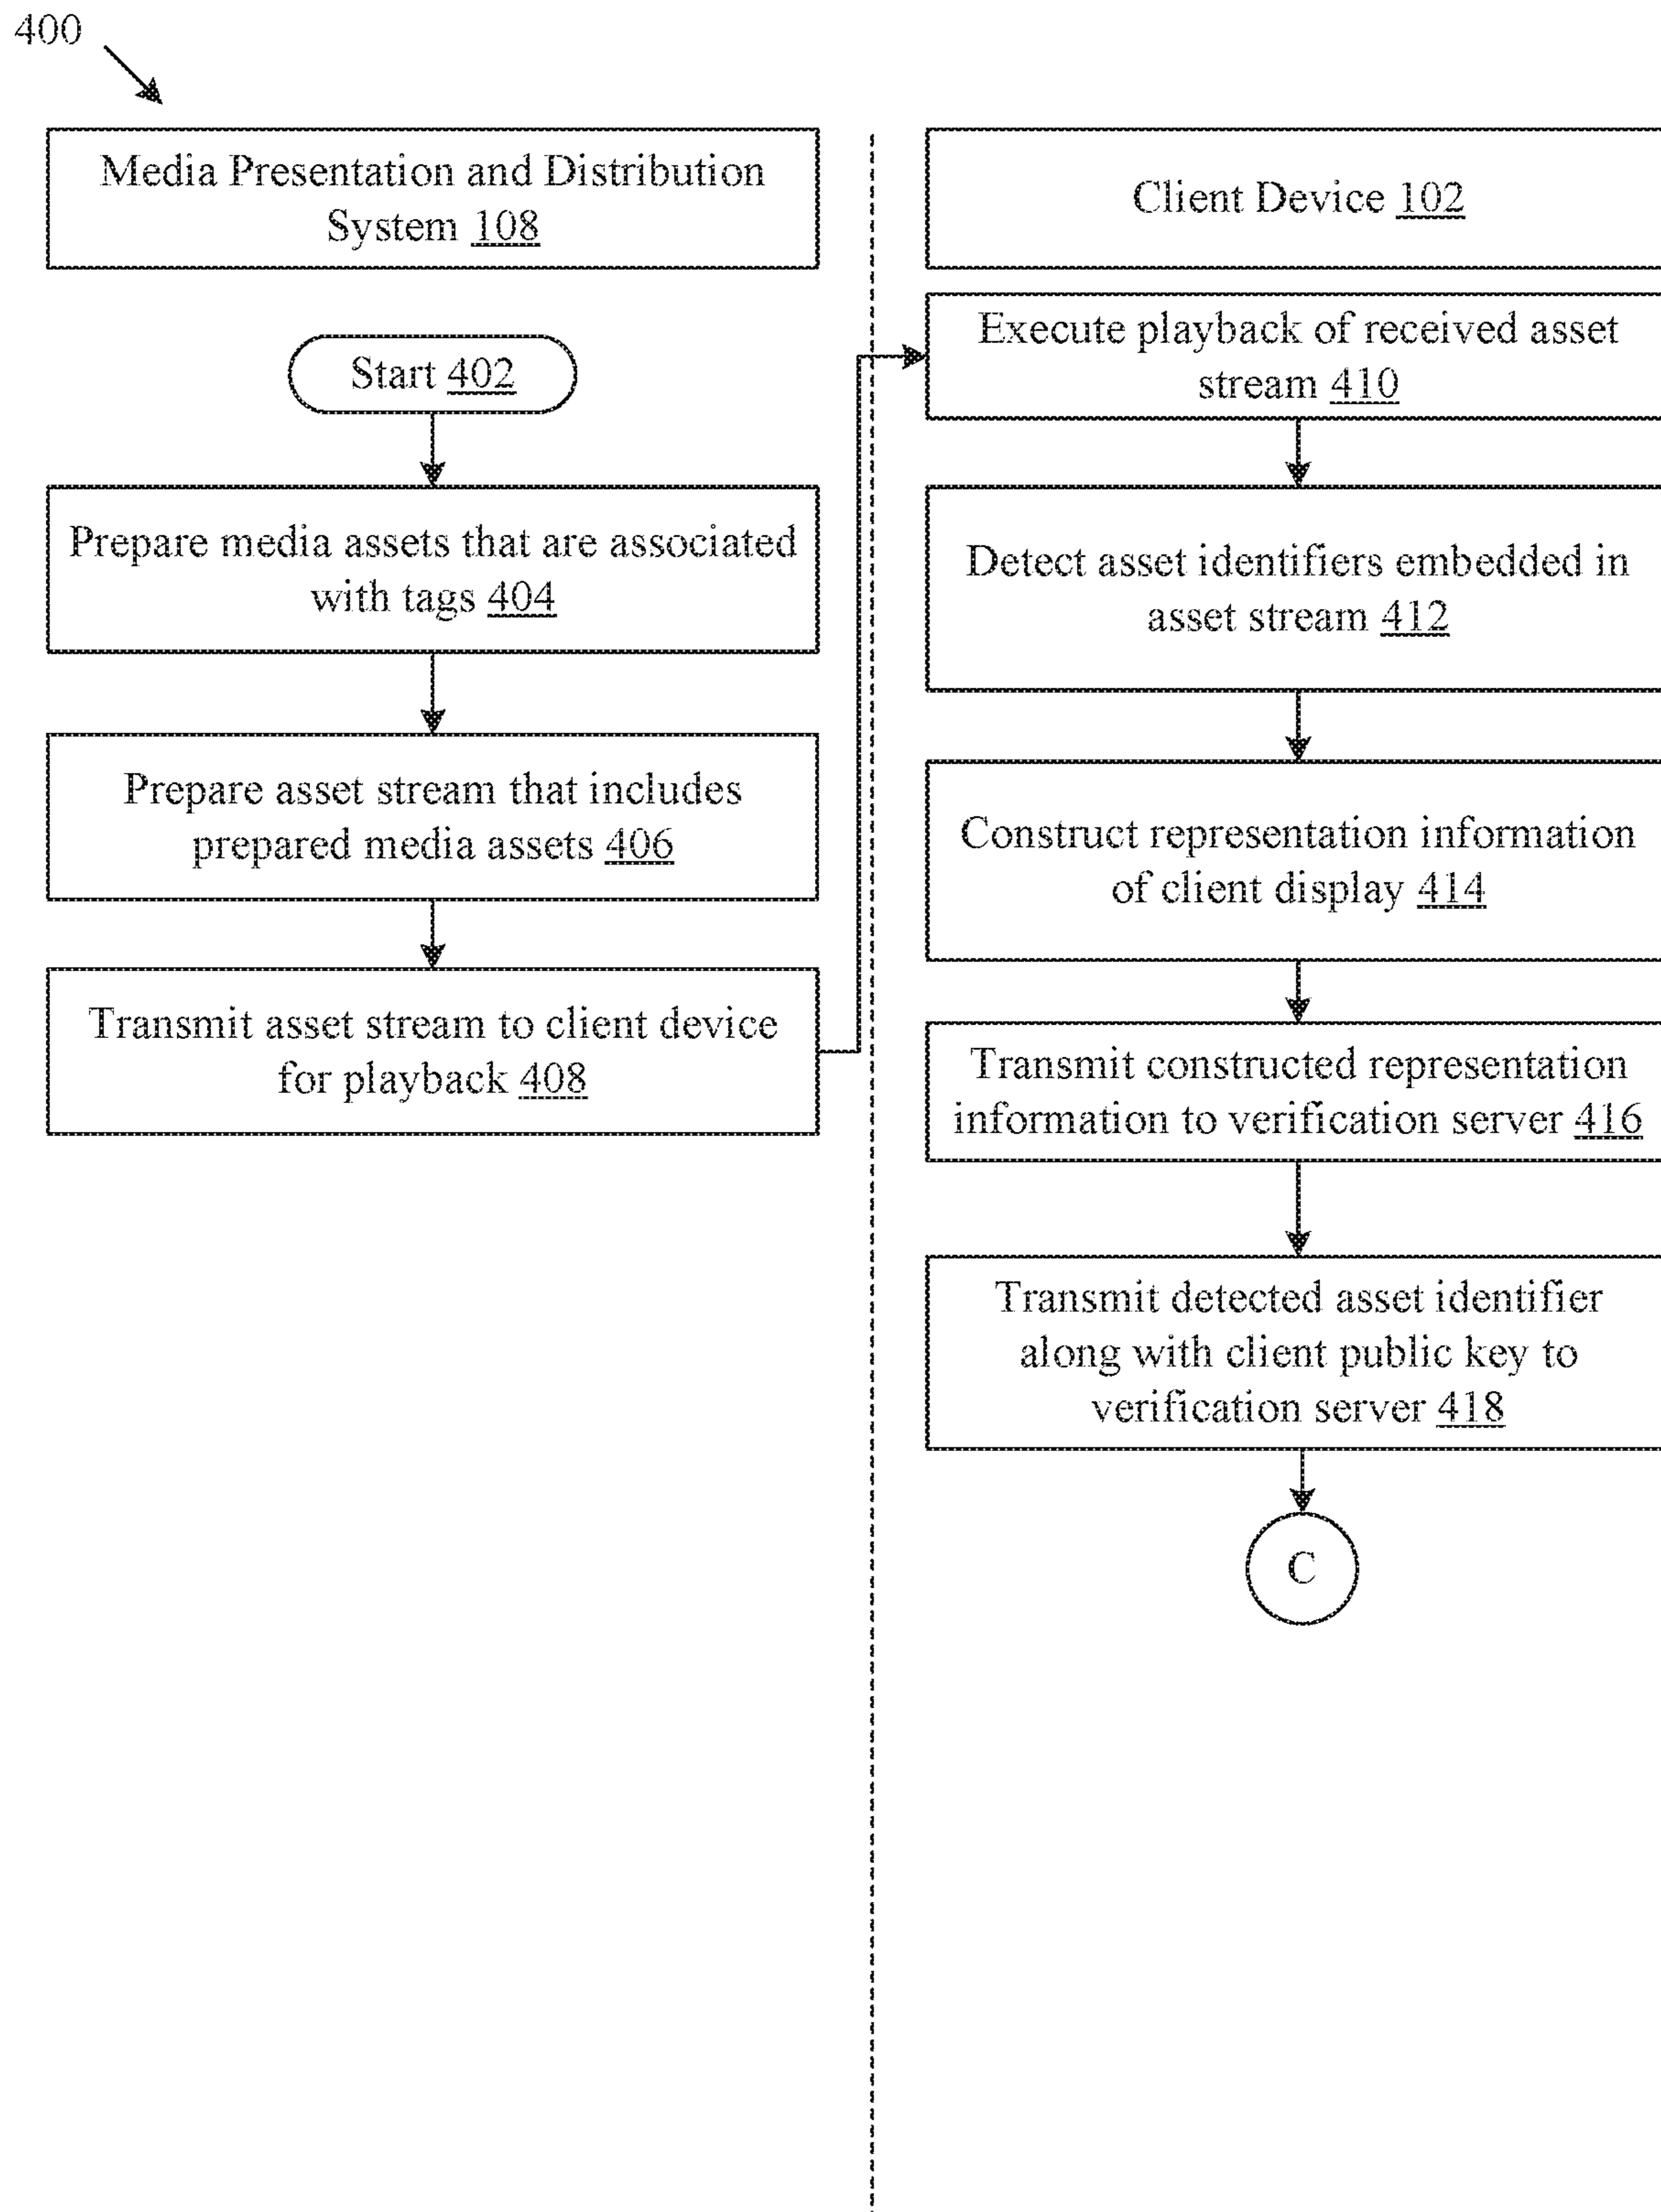 400
Media Presentation and Distribution
System 108
Start 402
Prepare media assets that are associated
with tags 404
Prepare asset stream that includes
prepared media assets 406
Transmit asset stream to client device
for playback 408
Client Device 102
Execute playback of received asset
stream 410
Detect asset identifiers embedded in
asset stream 412
Construct representation information
of client display 414
Transmit constructed representation
information to verification server 416
Transmit detected asset identifier
along with client public key to
verification server 418
C